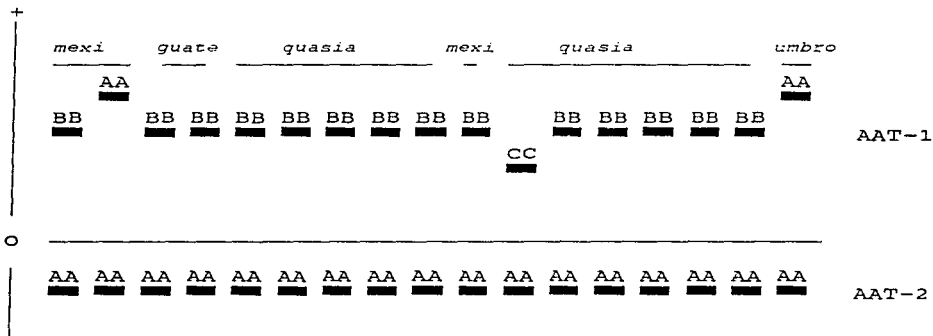 +
mexi guate quasia mexi quasia umbro
AA AA
BB BB BB BB BB BB BB BB BB BB BB BB BB BB
AAT-1
CC
O
AA AA AA AA AA AA AA AA AA AA AA AA AA AA AA AA AA
AAT-2